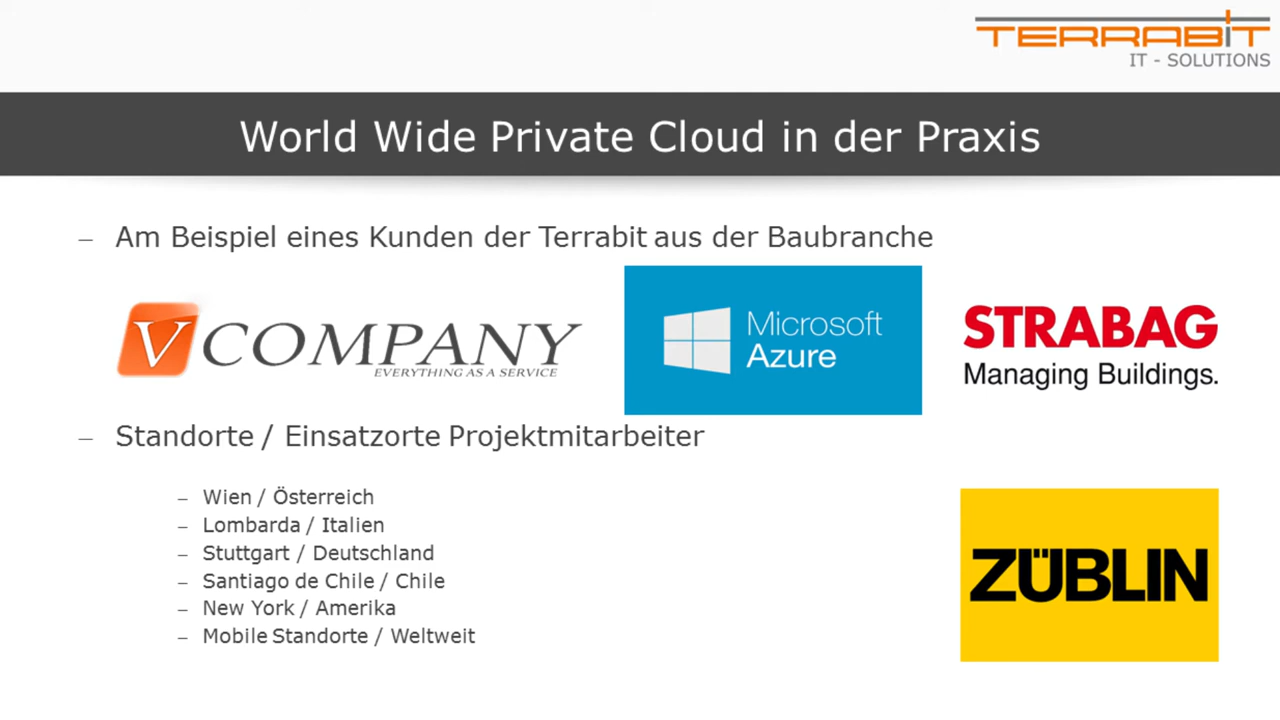 TERRABIT
IT - SOLUTIONS
World Wide Private Cloud in der Praxis
– Am Beispiel eines Kunden der Terrabit aus der Baubranche
V COMPANY
EVERYTHING AS A SERVICE
Microsoft
Azure
STRABAG
Managing Buildings.
– Standorte / Einsatzorte Projektmitarbeiter
– Wien / Österreich
– Lombarda / Italien
– Stuttgart / Deutschland
– Santiago de Chile / Chile
– New York / Amerika
– Mobile Standorte / Weltweit
ZÜBLIN